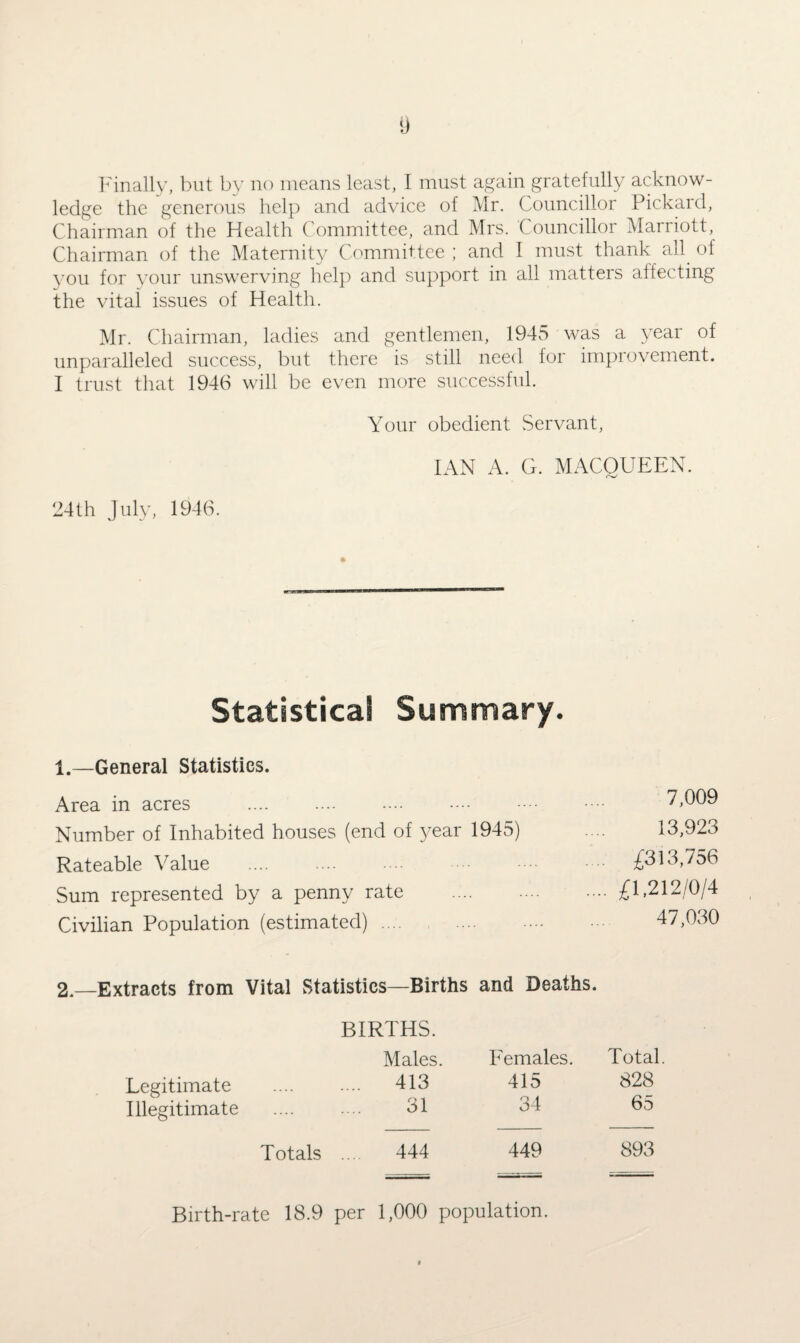 9
Finally, but by no means least, I must again gratefully acknow-
ledge the generous help and advice of Mr. Councillor Pickard,
Chairman of the Health Committee, and Mrs. Councillor Marriott,
Chairman of the Maternity Committee ; and I must thank all of
you for your unswerving help and support in all matters affecting
the vital issues of Health.
Mr. Chairman, ladies and gentlemen, 1945 was a year of
unparalleled success, but there is still need for improvement.
I trust that 1946 will be even more successful.
Your obedient Servant,
IAN A. G. MACQUEEN.
24th July, 1946.
Statistical Summary.
1.—General Statistics.
Area in acres .... .... .... .... .... .... 7,009
Number of Inhabited houses (end of year 1945) .... 13,923
Rateable Value .... .... .... .... .... .... £313,756
Sum represented by a penny rate .... .... .... £1,212/0/4
Civilian Population (estimated) .... .... .... .... 47,030
2.—Extracts from Vital Statistics—Births and Deaths.
BIRTHS.
Males. Females. Total.
Legitimate .... .... 413 415 828
Illegitimate .... .... 31 34 65
Totals .... 444 449 893
Birth-rate 18.9 per 1,000 population.